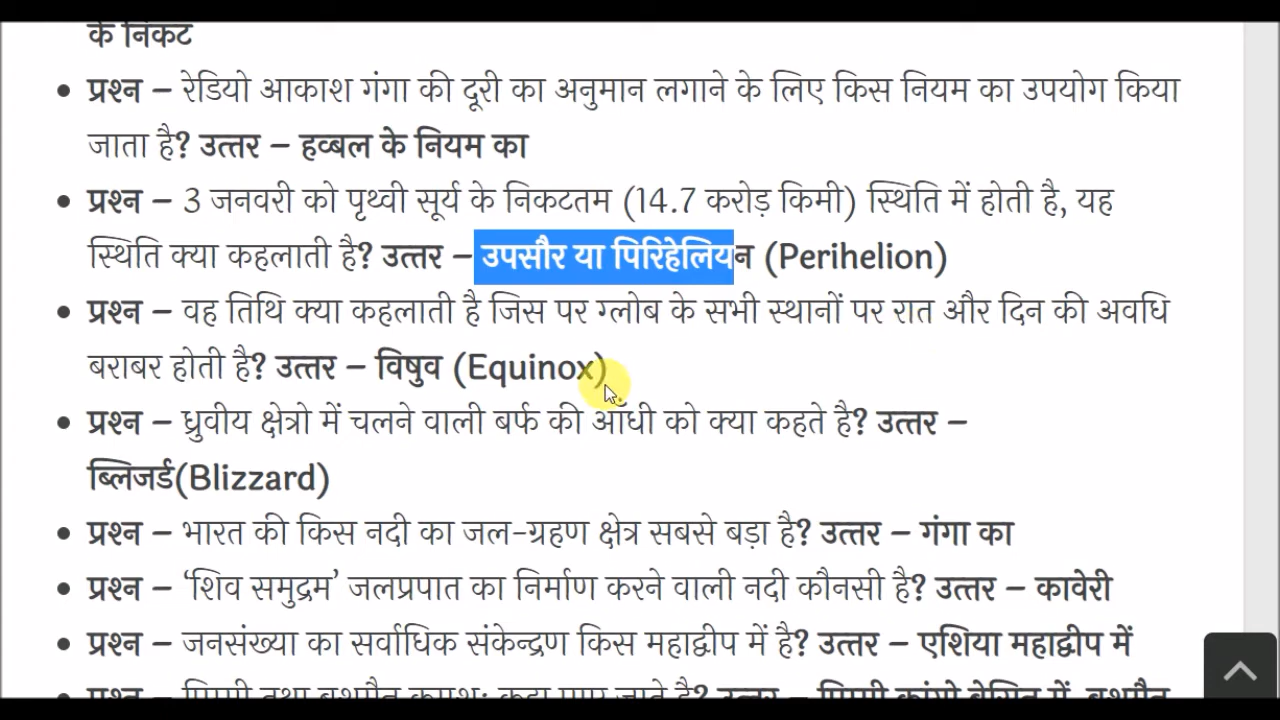 के निकट
• प्रश्न – रेडियो आकाश गंगा की दूरी का अनुमान लगाने के लिए किस नियम का उपयोग किया
जाता है? उत्तर – हव्बल के नियम का
• प्रश्न – 3 जनवरी को पृथ्वी सूर्य के निकटतम (14.7 करोड़ किमी) स्थिति में होती है, यह
स्थिति क्या कहलाती है? उत्तर – उपसौर या पिरिहेलियन (Perihelion)
• प्रश्न – वह तिथि क्या कहलाती है जिस पर ग्लोब के सभी स्थानों पर रात और दिन की अवधि
बराबर होती है? उत्तर – विषुव (Equinox)
• प्रश्न – ध्रुवीय क्षेत्रो में चलने वाली बर्फ की आँधी को क्या कहते है? उत्तर –
ब्लिजर्ड(Blizzard)
• प्रश्न – भारत की किस नदी का जल-ग्रहण क्षेत्र सबसे बड़ा है? उत्तर – गंगा का
• प्रश्न – ‘शिव समुद्रम’ जलप्रपात का निर्माण करने वाली नदी कौनसी है? उत्तर – कावेरी
• प्रश्न – जनसंख्या का सर्वाधिक संकेन्द्रण किस महाद्वीप में है? उत्तर – एशिया महाद्वीप में